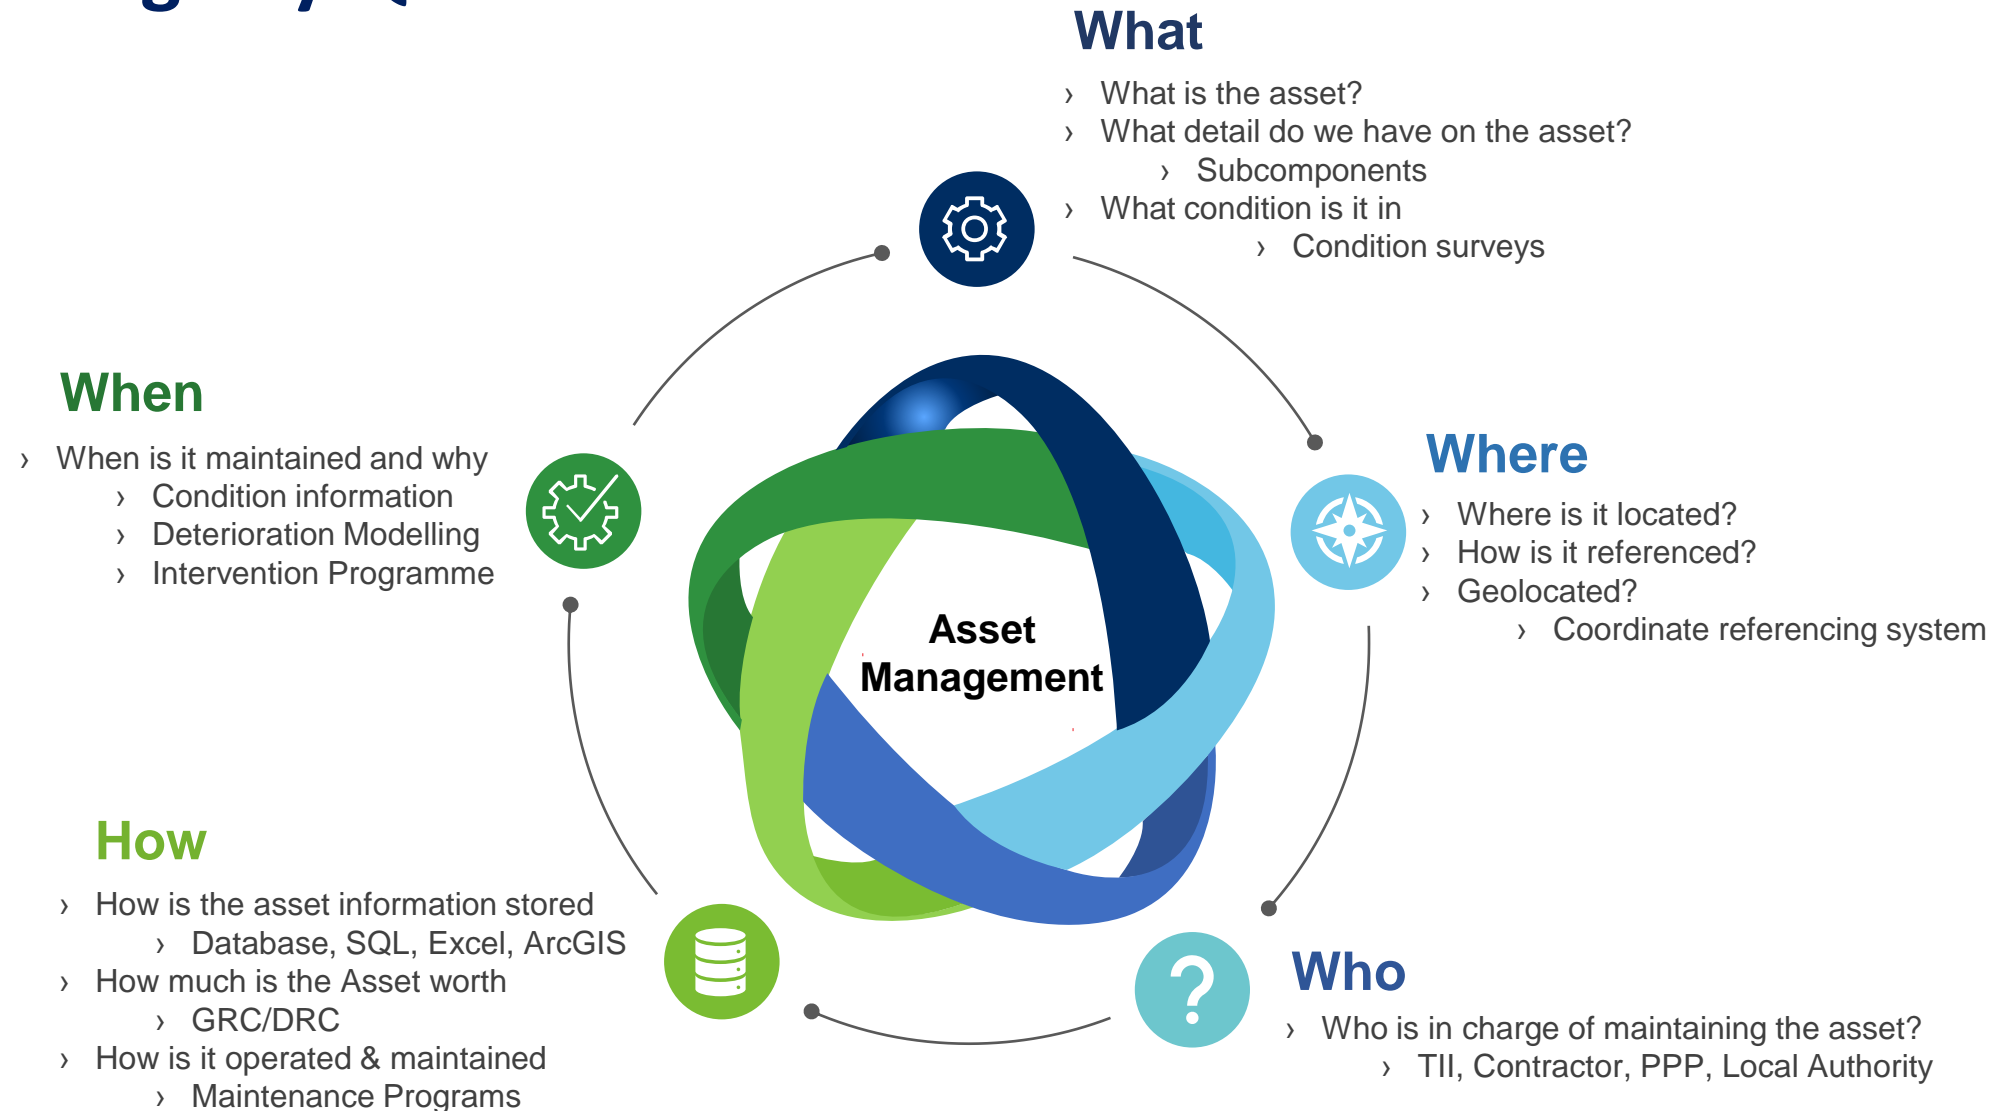 What
› What is the asset?
› What detail do we have on the asset?
› Subcomponents
› What condition is it in
› Condition surveys
Where
› Where is it located?
› How is it referenced?
› Geolocated?
› Coordinate referencing system
Who
› Who is in charge of maintaining the asset?
› TII, Contractor, PPP, Local Authority
How
› How is the asset information stored
› Database, SQL, Excel, ArcGIS
› How much is the Asset worth
› GRC/DRC
› How is it operated & maintained
› Maintenance Programs
When
› When is it maintained and why
› Condition information
› Deterioration Modelling
› Intervention Programme
Asset
Management